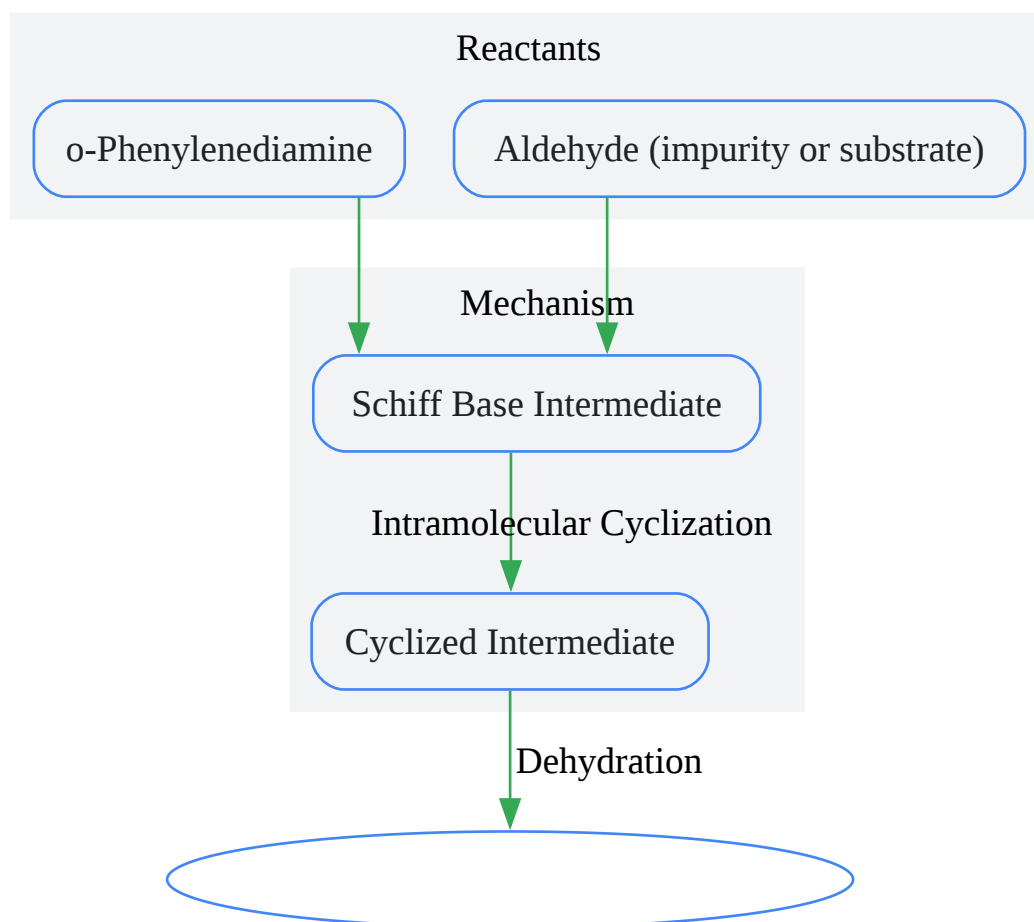 Reactants
o-Phenylenediamine
Aldehyde (impurity or substrate)
Mechanism
Schiff Base Intermediate
Intramolecular Cyclization
Cyclized Intermediate
Dehydration